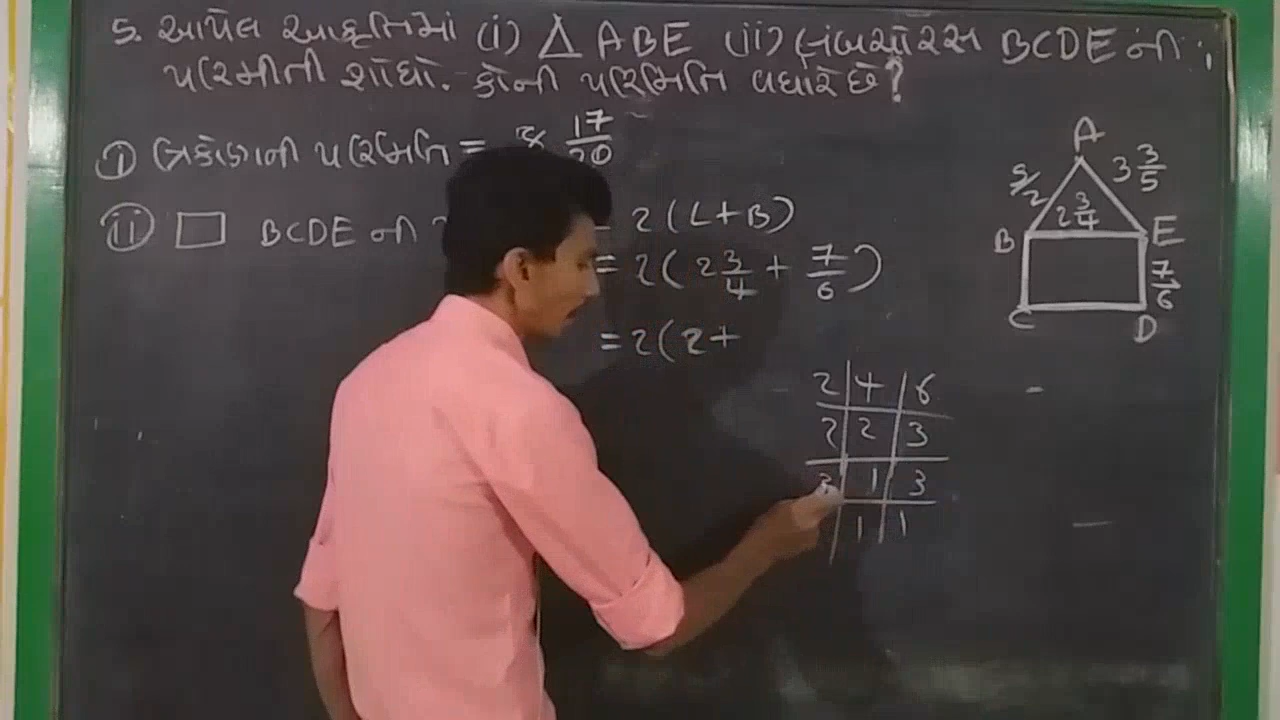 5. આપેલ આકૃતિમાં (i) △ ABE (ii) લંબચોરસ BCDE ની
પરિમીતી શોધો. કોની પરિમિતિ વધારે છે?
i ત્રિકોણની પરિમિતિ = 8 17/20
ii ▭ BCDE ની = 2(L+B)
= 2(2 3/4 + 7/6)
= 2(2+
A
5/2 3 3/5
2 3/4
B E
7/6
C D
2 4 6
2 2 3
3 1 3
1 1